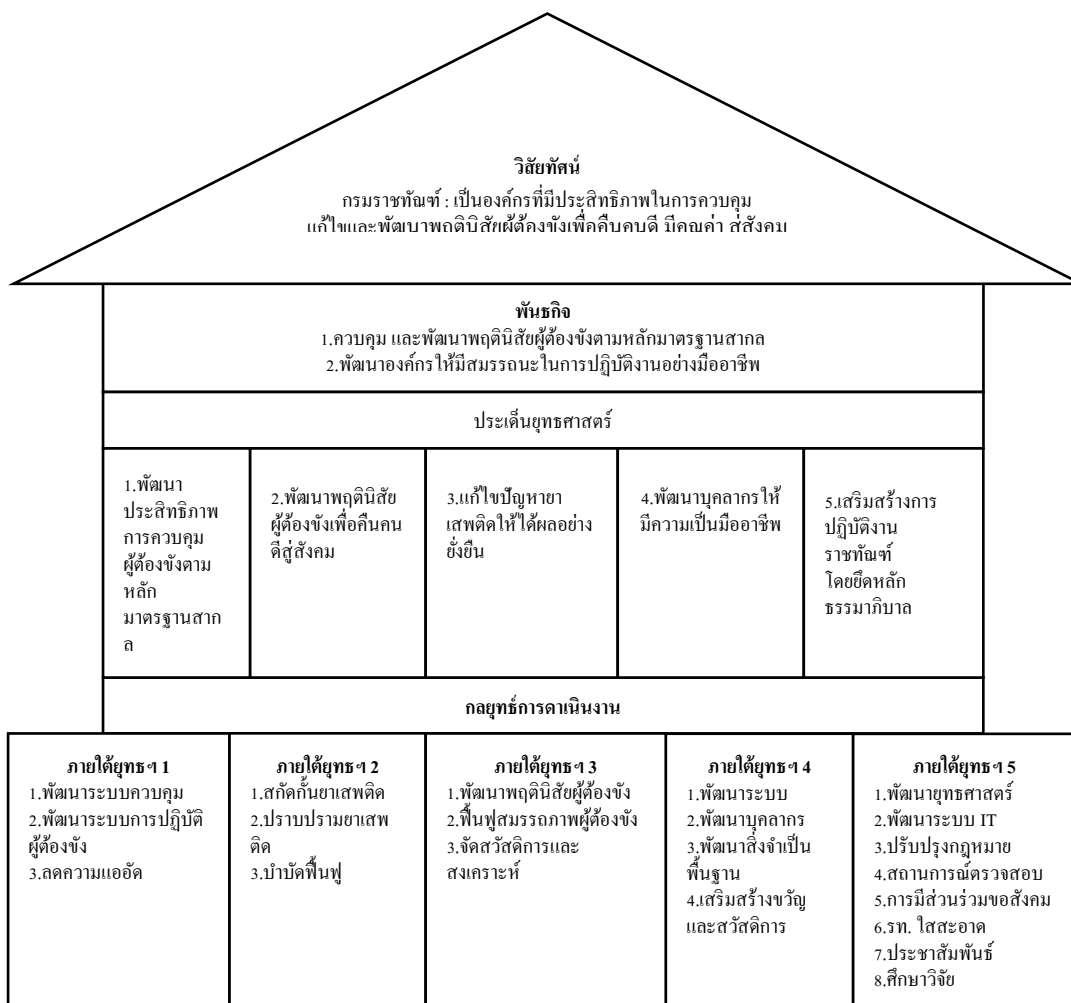 วิสัยทัศน์
กรมราชทัณฑ์ : เป็นองค์กรที่มีประสิทธิภาพในการควบคุม
แก้ไขและพัฒนาพฤตินิสัยผู้ต้องขังเพื่อคืนคนดี มีคุณค่า สู่สังคม
พันธกิจ
1.ควบคุม และพัฒนาพฤตินิสัยผู้ต้องขังตามหลักมาตรฐานสากล
2.พัฒนาองค์กรให้มีสมรรถนะในการปฏิบัติงานอย่างมืออาชีพ
ประเด็นยุทธศาสตร์
1.พัฒนา
ประสิทธิภาพ
การควบคุม
ผู้ต้องขังตาม
หลัก
มาตรฐานสาก
ล
2.พัฒนาพฤตินิสัย
ผู้ต้องขังเพื่อคืนคน
ดีสู่สังคม
3.แก้ไขปัญหายา
เสพติดให้ได้ผลอย่าง
ยั่งยืน
4.พัฒนาบุคลากรให้
มีความเป็นมืออาชีพ
5.เสริมสร้างการ
ปฏิบัติงาน
ราชทัณฑ์
โดยยึดหลัก
ธรรมาภิบาล
กลยุทธ์การดาเนินงาน
ภายใต้ยุทธฯ 1
1.พัฒนาระบบควบคุม
2.พัฒนาระบบการปฏิบัติ
ผู้ต้องขัง
3.ลดความแออัด
ภายใต้ยุทธฯ 2
1.สกัดกั้นยาเสพติด
2.ปราบปรามยาเสพ
ติด
3.บำบัดฟื้นฟู
ภายใต้ยุทธฯ 3
1.พัฒนาพฤตินิสัยผู้ต้องขัง
2.ฟื้นฟูสมรรถภาพผู้ต้องขัง
3.จัดสวัสดิการและ
สงเคราะห์
ภายใต้ยุทธฯ 4
1.พัฒนาระบบ
2.พัฒนาบุคลากร
3.พัฒนาสิ่งจำเป็น
พื้นฐาน
4.เสริมสร้างขวัญ
และสวัสดิการ
ภายใต้ยุทธฯ 5
1.พัฒนายุทธศาสตร์
2.พัฒนาระบบ IT
3.ปรับปรุงกฎหมาย
4.สถานการณ์ตรวจสอบ
5.การมีส่วนร่วมขอสังคม
6.รท. ใสสะอาด
7.ประชาสัมพันธ์
8.ศึกษาวิจัย